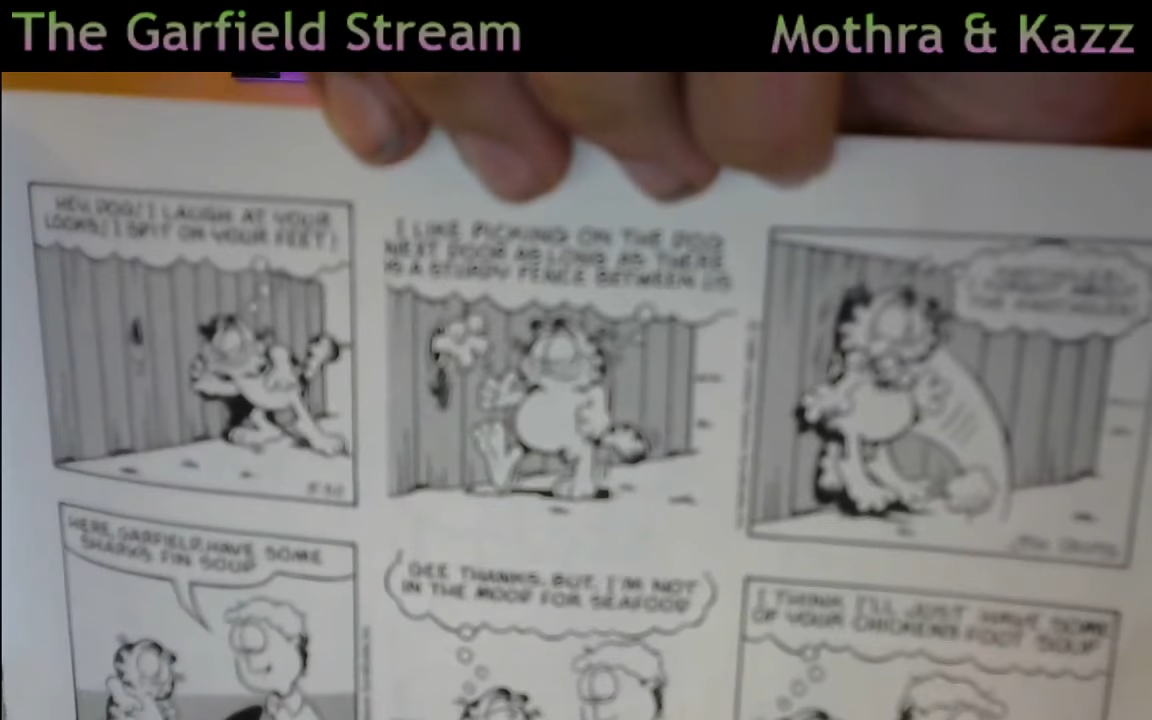 The Garfield Stream
Mothra & Kazz
HEY, DOG! I LAUGH AT YOUR
LOOKS! I SPIT ON YOUR FEET!
I LIKE PICKING ON THE DOG
NEXT DOOR AS LONG AS THERE
IS A STURDY FENCE BETWEEN US
HERE, GARFIELD, HAVE SOME
SHARK'S FIN SOUP
GEE THANKS, BUT, I'M NOT
IN THE MOOD FOR SEAFOOD
I THINK I'LL JUST HAVE SOME
OF YOUR CHICKEN'S FOOT SOUP